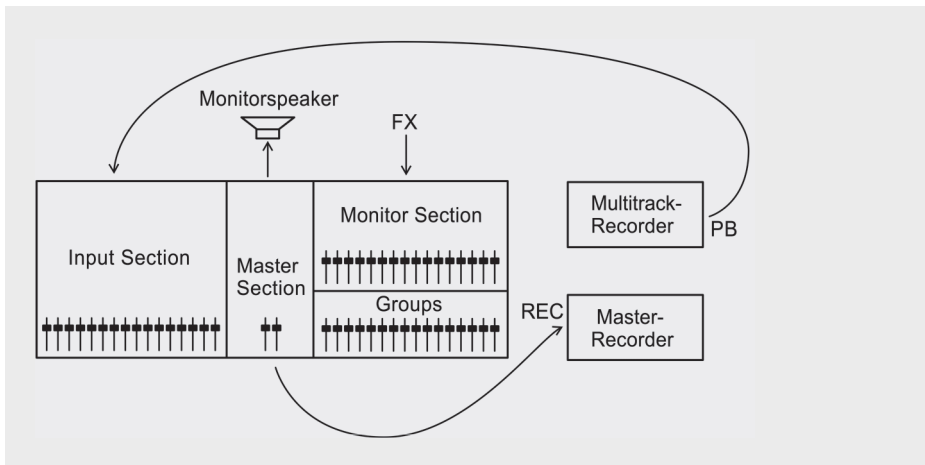 Monitorspeaker
FX
Input Section
Master
Section
Monitor Section
Groups
Multitrack-
Recorder
PB
REC
Master-
Recorder